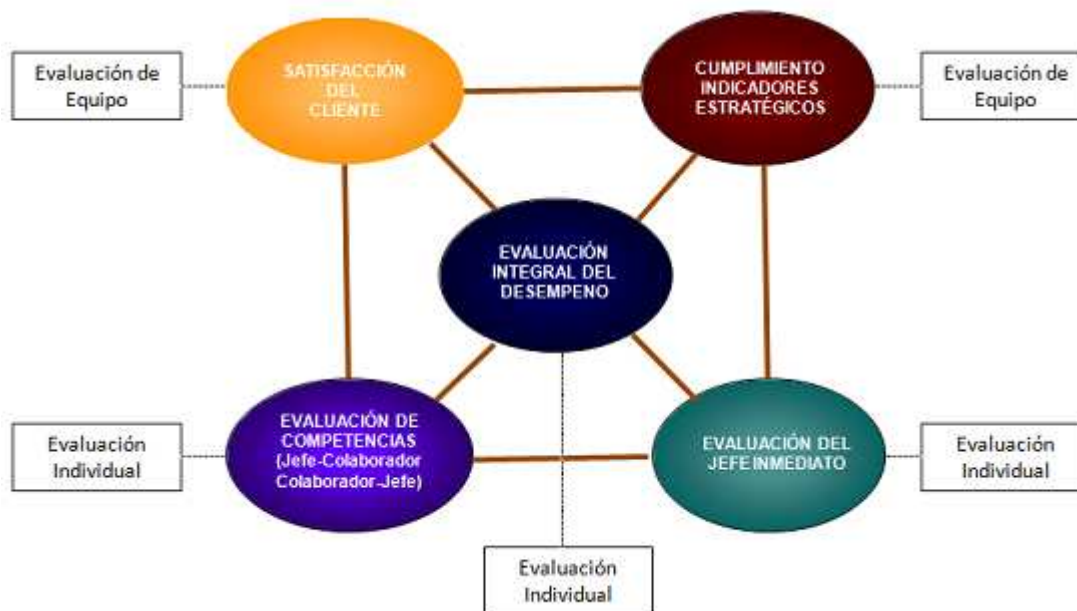 Evaluación de
Equipo
SATISFACCIÓN
DEL
CLIENTE
CUMPLIMIENTO
INDICADORES
ESTRATÉGICOS
Evaluación de
Equipo
EVALUACIÓN
INTEGRAL DEL
DESEMPENO
Evaluación
Individual
EVALUACIÓN DE
COMPETENCIAS
(Jefe-Colaborador
Colaborador-Jefe)
EVALUACIÓN DEL
JEFE INMEDIATO
Evaluación
Individual
Evaluación
Individual